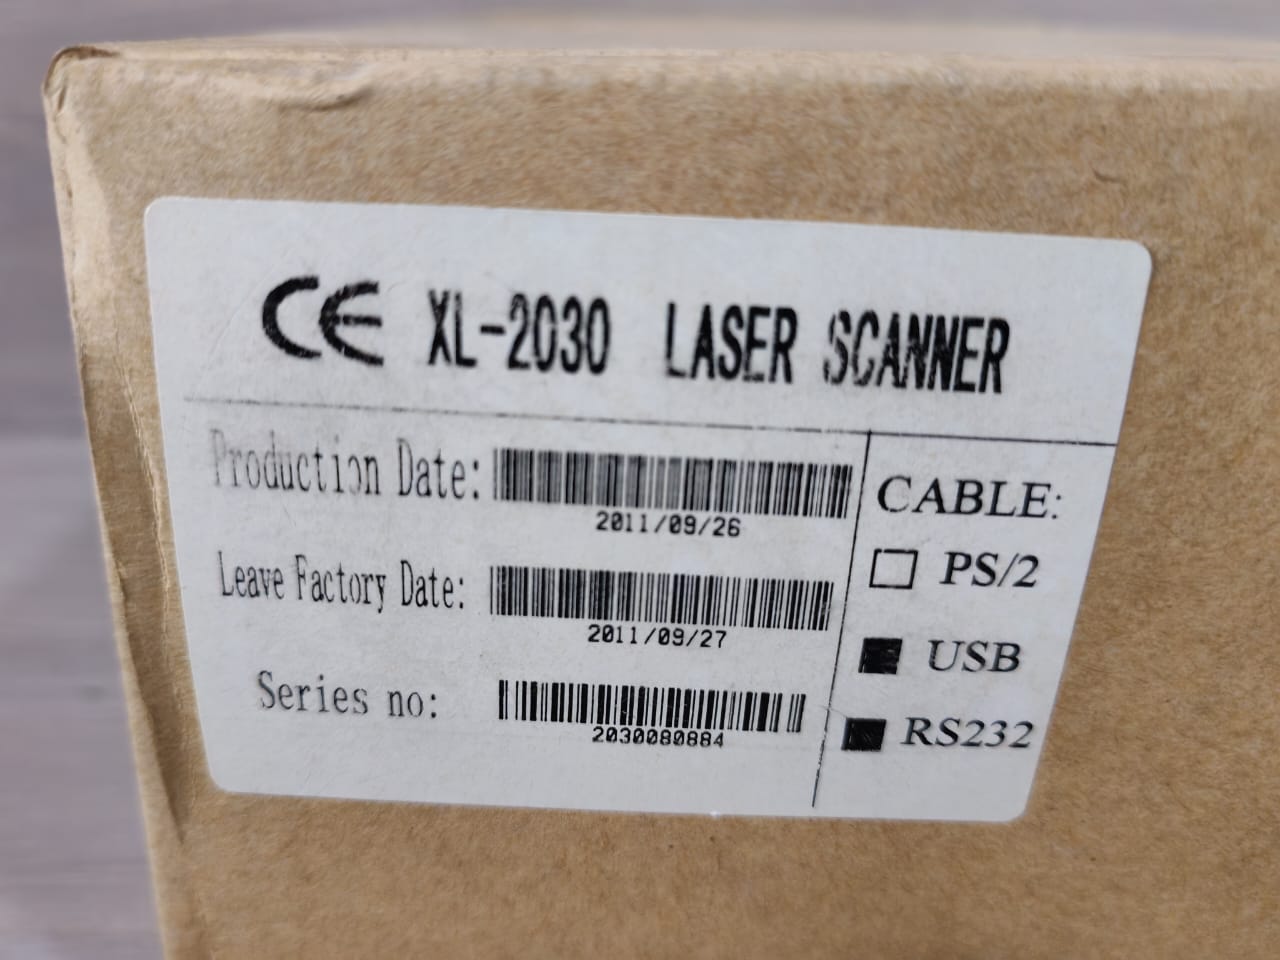 CE XL-2030 LASER SCANNER
Production Date:
2011/09/26
Leave Factory Date:
2011/09/27
Series no:
2030080884
CABLE:
PS/2
USB
RS232